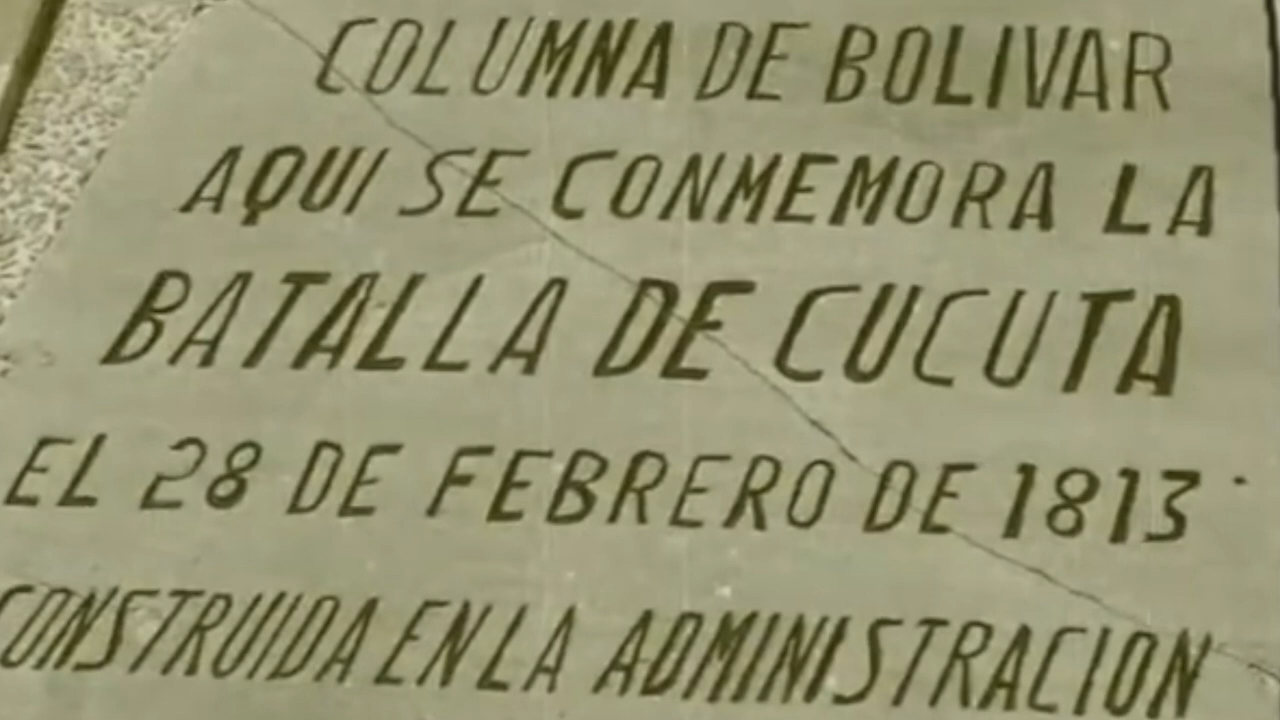 COLUMNA DE BOLIVAR
AQUI SE CONMEMORA LA
BATALLA DE CUCUTA
EL 28 DE FEBRERO DE 1813
CONSTRUIDA EN LA ADMINISTRACION